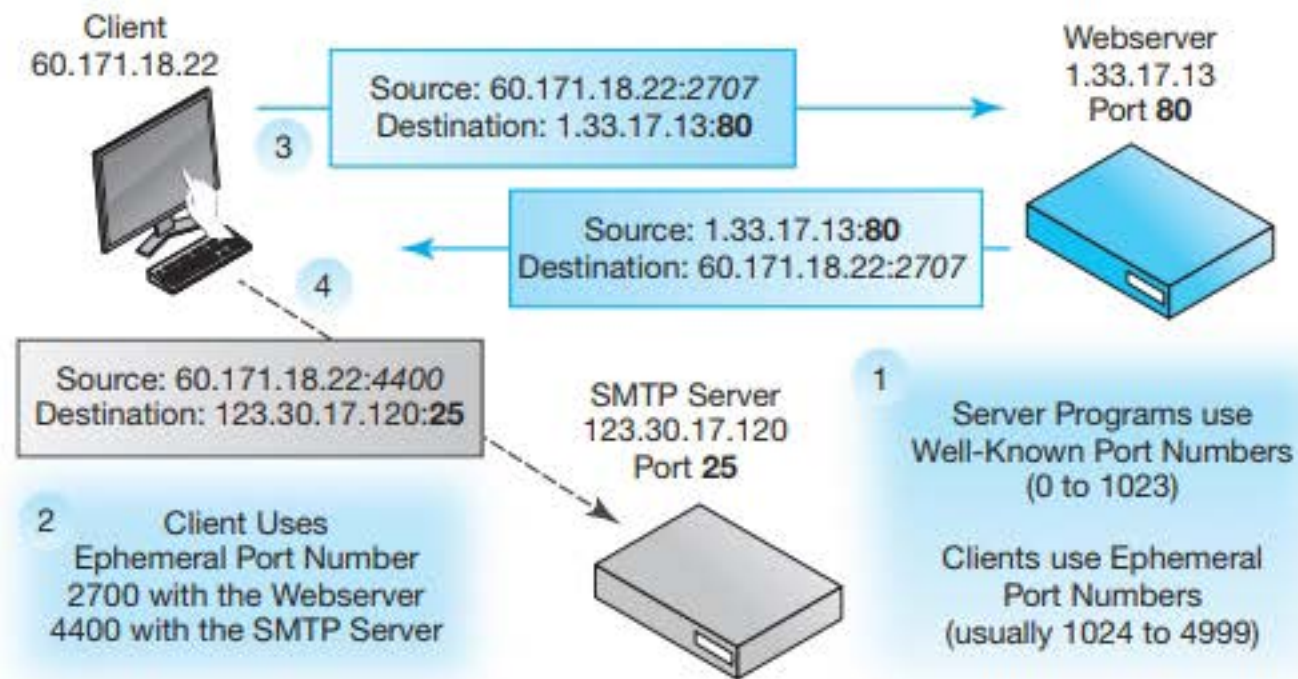 Client
60.171.18.22
Source: 60.171.18.22:2707
Destination: 1.33.17.13:80
3
Webserver
1.33.17.13
Port 80
Source: 1.33.17.13:80
Destination: 60.171.18.22:2707
4
Source: 60.171.18.22:4400
Destination: 123.30.17.120:25
SMTP Server
123.30.17.120
Port 25
1
Server Programs use
Well-Known Port Numbers
(0 to 1023)
Clients use Ephemeral
Port Numbers
(usually 1024 to 4999)
2
Client Uses
Ephemeral Port Number
2700 with the Webserver
4400 with the SMTP Server